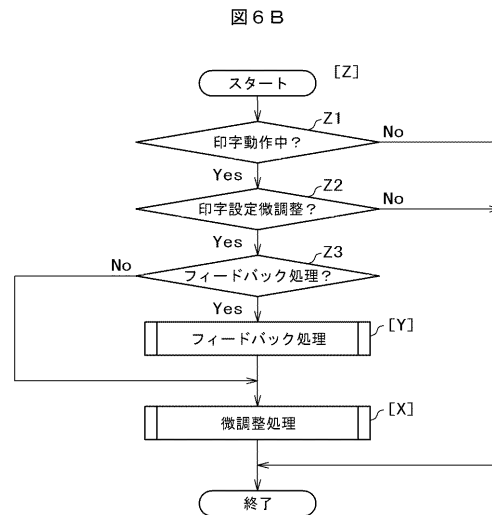 図6B
[Z]
スタート
Z1
印字動作中?
No
Yes
Z2
印字設定微調整?
No
Yes
Z3
No
フィードバック処理?
Yes
[Y]
フィードバック処理
[X]
微調整処理
終了